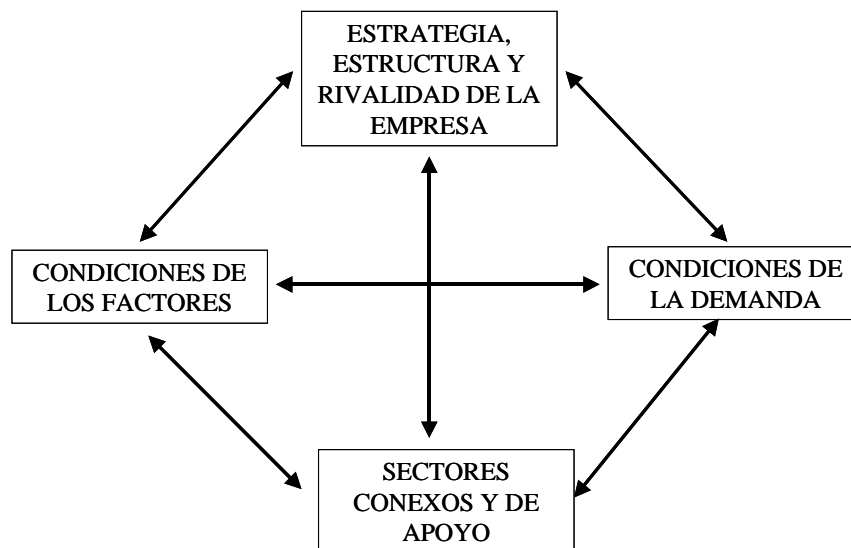 ESTRATEGIA,
ESTRUCTURA Y
RIVALIDAD DE LA
EMPRESA
CONDICIONES DE
LOS FACTORES
CONDICIONES DE
LA DEMANDA
SECTORES
CONEXOS Y DE
APOYO